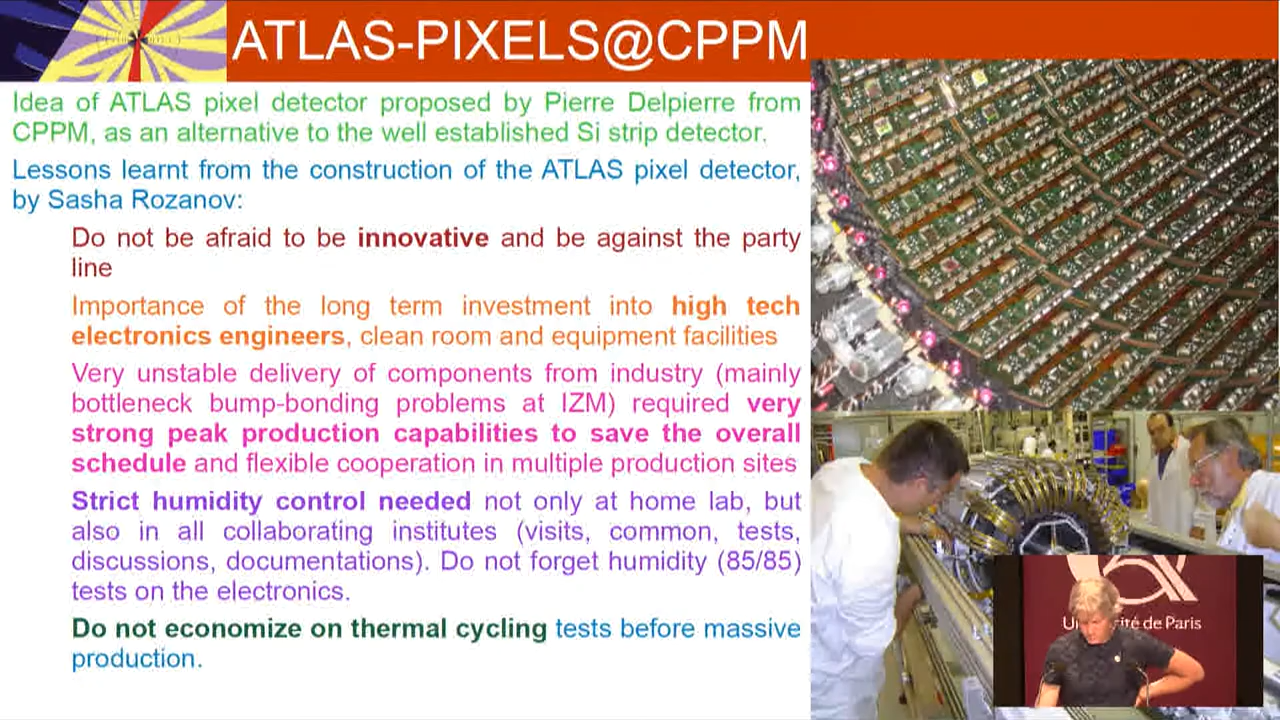 ATLAS-PIXELS@CPPM
Idea of ATLAS pixel detector proposed by Pierre Delpierre from
CPPM, as an alternative to the well established Si strip detector.
Lessons learnt from the construction of the ATLAS pixel detector,
by Sasha Rozanov:
Do not be afraid to be innovative and be against the party
line
Importance of the long term investment into high tech
electronics engineers, clean room and equipment facilities
Very unstable delivery of components from industry (mainly
bottleneck bump-bonding problems at IZM) required very
strong peak production capabilities to save the overall
schedule and flexible cooperation in multiple production sites
Strict humidity control needed not only at home lab, but
also in all collaborating institutes (visits, common, tests,
discussions, documentations). Do not forget humidity (85/85)
tests on the electronics.
Do not economize on thermal cycling tests before massive
production.
de Paris